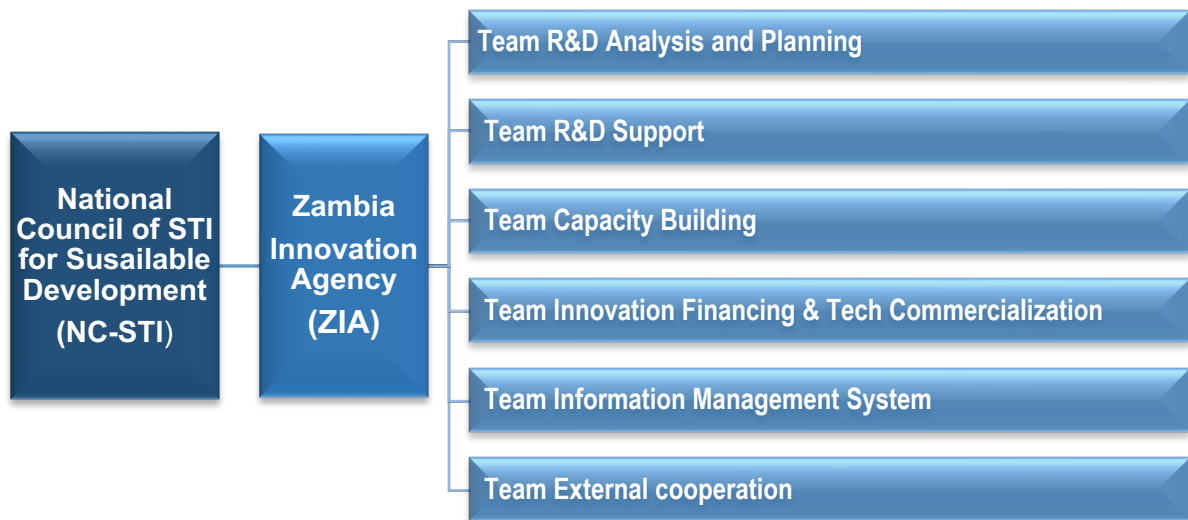 National
Council of STI
for Susailable
Development
(NC-STI)
Zambia
Innovation
Agency
(ZIA)
Team R&D Analysis and Planning
Team R&D Support
Team Capacity Building
Team Innovation Financing & Tech Commercialization
Team Information Management System
Team External cooperation